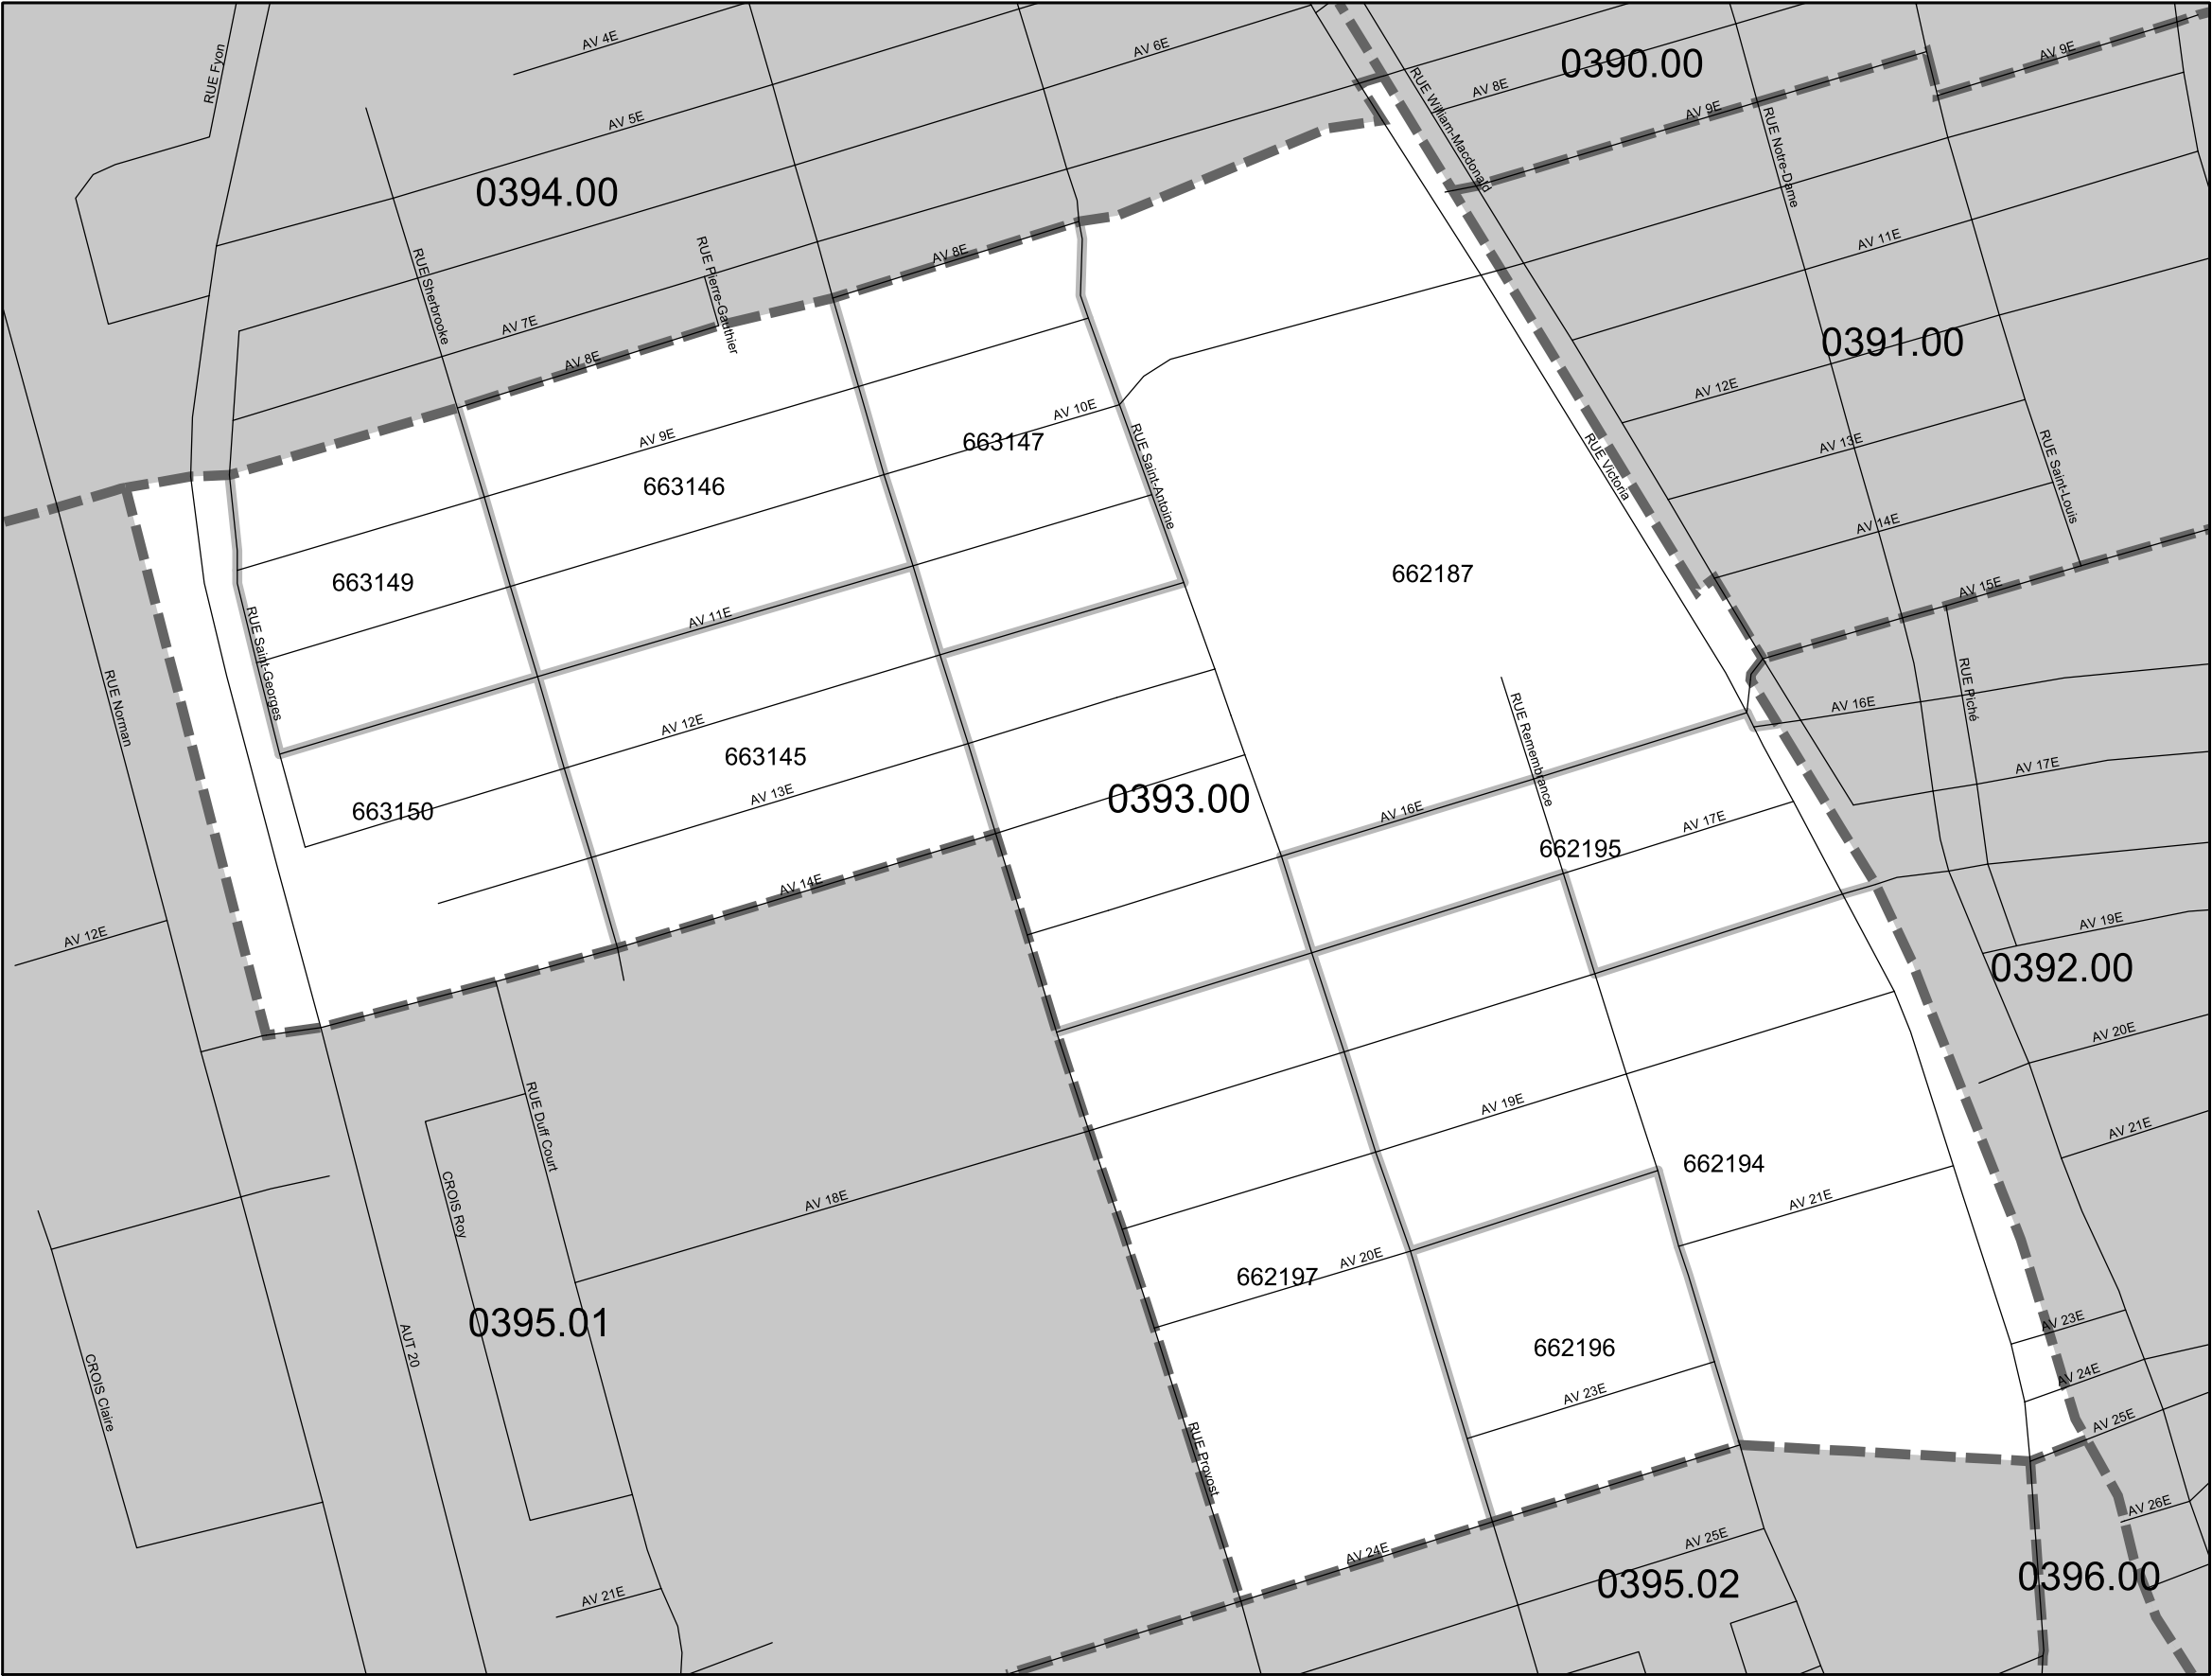 AV 4E
AV 6E
0390.00
AV 9E
RUE Fyon
AV 8E
RUE William-Macdonald
AV 9E
AV 5E
RUE Notre-Dame
0394.00
AV 11E
RUE Sherbrooke
RUE Pierre-Gauthier
AV 8E
AV 7E
0391.00
AV 8E
AV 12E
AV 10E
AV 9E
663147
AV 13E
RUE Saint-Antoine
RUE Victoria
RUE Saint-Louis
663146
AV 14E
663149
662187
AV 15E
AV 11E
RUE Saint-Georges
RUE Norman
RUE Piché
AV 12E
AV 16E
RUE Remembrance
663145
AV 17E
AV 13E
0393.00
663150
AV 16E
AV 17E
662195
AV 14E
AV 12E
AV 19E
0392.00
AV 20E
AV 19E
RUE Duff Court
AV 21E
662194
CROIS Roy
AV 18E
AV 21E
AV 20E
662197
0395.01
AV 23E
AUT 20
662196
AV 24E
CROIS Claire
AV 23E
AV 25E
RUE Provost
AV 26E
AV 25E
AV 24E
0396.00
0395.02
AV 21E